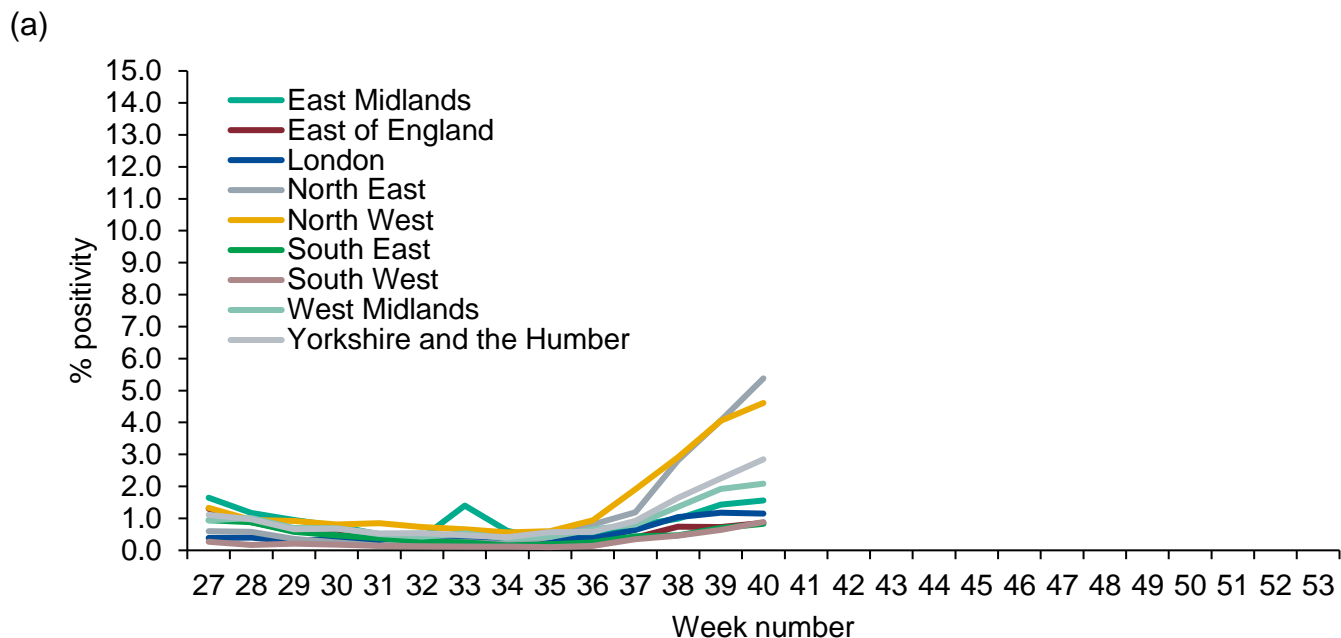 (a)
% positivity
15.0
14.0
13.0
12.0
11.0
10.0
9.0
8.0
7.0
6.0
5.0
4.0
3.0
2.0
1.0
0.0
East Midlands
East of England
London
North East
North West
South East
South West
West Midlands
Yorkshire and the Humber
27 28 29 30 31 32 33 34 35 36 37 38 39 40 41 42 43 44 45 46 47 48 49 50 51 52 53
Week number